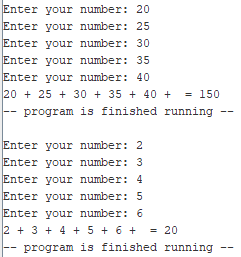 Enter your number: 20
Enter your number: 25
Enter your number: 30
Enter your number: 35
Enter your number: 40
20 + 25 + 30 + 35 + 40 +  = 150
-- program is finished running --

Enter your number: 2
Enter your number: 3
Enter your number: 4
Enter your number: 5
Enter your number: 6
2 + 3 + 4 + 5 + 6 +  = 20
-- program is finished running --